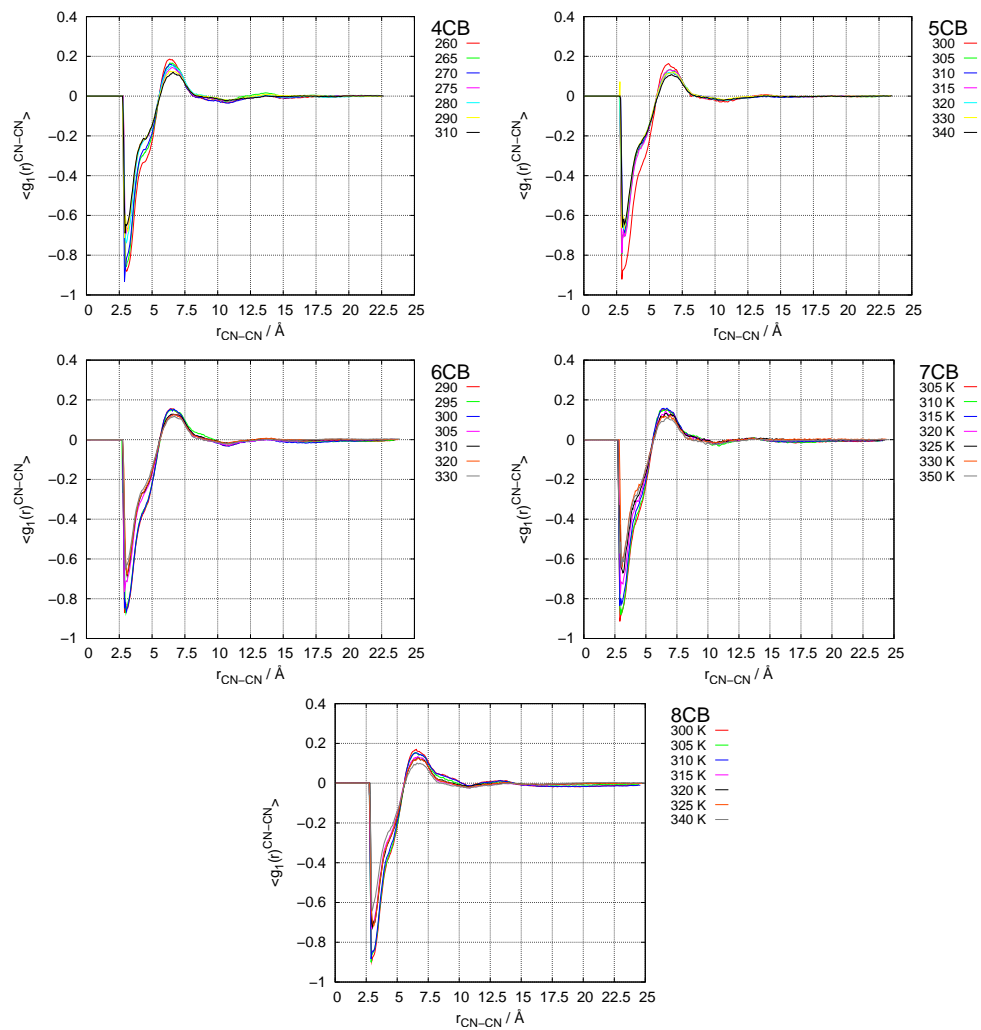 4CB
260
265
270
275
280
290
310
0.4
0.2
0
−0.2
−0.4
−0.6
−0.8
−1
<g1(r)^CN−CN>
0 2.5 5 7.5 10 12.5 15 17.5 20 22.5 25
rCN−CN / Å
5CB
300
305
310
315
320
330
340
0.4
0.2
0
−0.2
−0.4
−0.6
−0.8
−1
<g1(r)^CN−CN>
0 2.5 5 7.5 10 12.5 15 17.5 20 22.5 25
rCN−CN / Å
6CB
290
295
300
305
310
320
330
0.4
0.2
0
−0.2
−0.4
−0.6
−0.8
−1
<g1(r)^CN−CN>
0 2.5 5 7.5 10 12.5 15 17.5 20 22.5 25
rCN−CN / Å
7CB
305 K
310 K
315 K
320 K
325 K
330 K
350 K
0.4
0.2
0
−0.2
−0.4
−0.6
−0.8
−1
<g1(r)^CN−CN>
0 2.5 5 7.5 10 12.5 15 17.5 20 22.5 25
rCN−CN / Å
8CB
300 K
305 K
310 K
315 K
320 K
325 K
340 K
0.4
0.2
0
−0.2
−0.4
−0.6
−0.8
−1
<g1(r)^CN−CN>
0 2.5 5 7.5 10 12.5 15 17.5 20 22.5 25
rCN−CN / Å